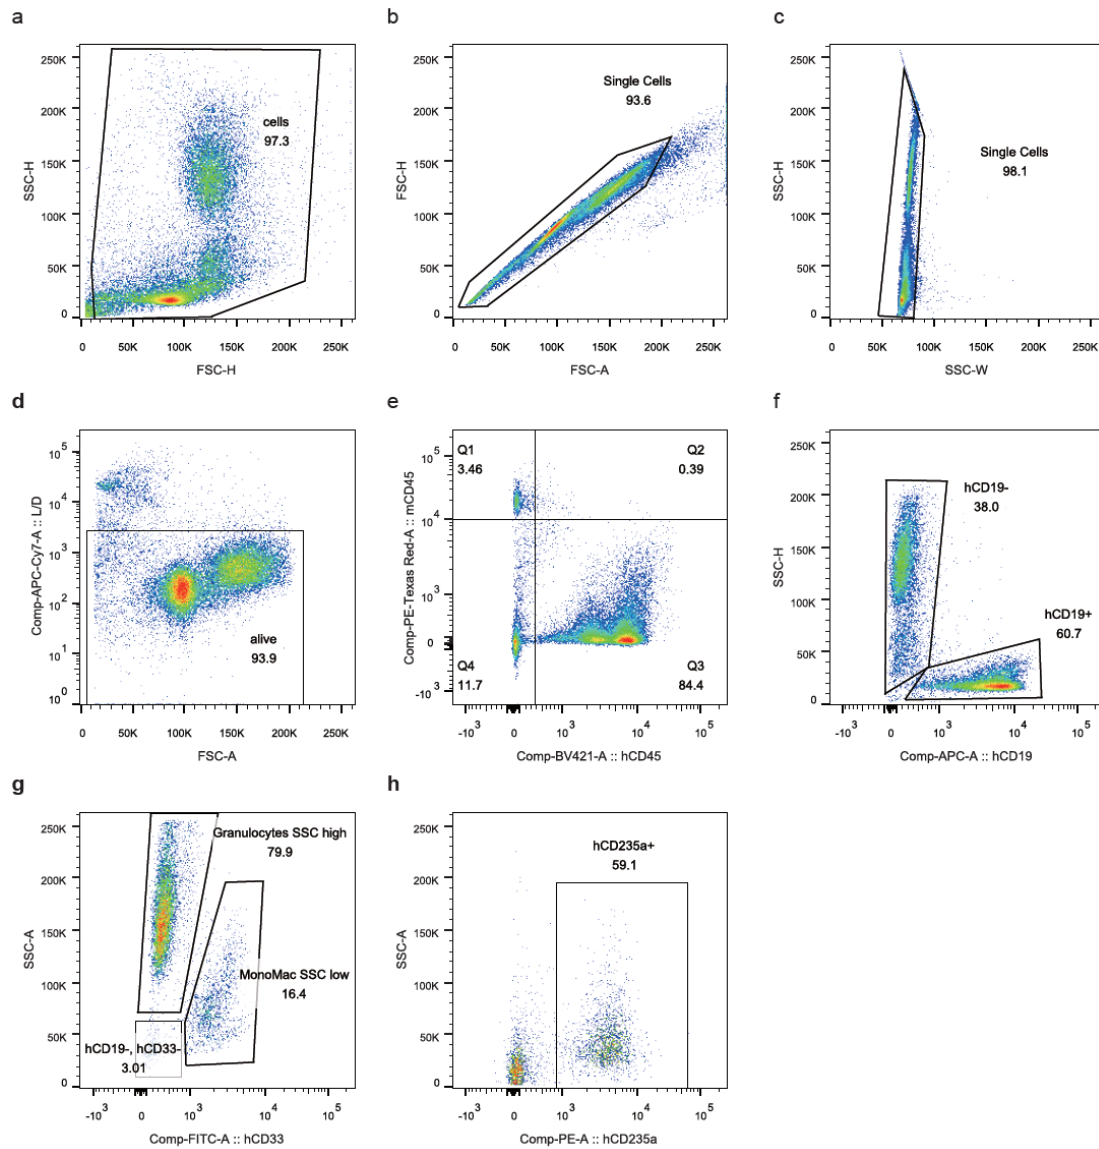 a
250K
200K
150K
100K
50K
0
SSC-H
cells
97.3
0
50K
100K
150K
200K
250K
FSC-H
b
250K
200K
150K
100K
50K
0
FSC-H
Single Cells
93.6
0
50K
100K
150K
200K
250K
FSC-A
c
250K
200K
150K
100K
50K
0
SSC-H
Single Cells
98.1
0
50K
100K
150K
200K
250K
SSC-W
d
10^5
10^4
10^3
10^2
10^1
10^0
Comp-APC-Cy7-A :: L/D
alive
93.9
0
50K
100K
150K
200K
250K
FSC-A
e
10^5
10^4
10^3
0
-10^3
Comp-PE-Texas Red-A :: mCD45
Q1
3.46
Q2
0.39
Q4
11.7
Q3
84.4
-10^3
0
10^3
10^4
10^5
Comp-BV421-A :: hCD45
f
250K
200K
150K
100K
50K
0
SSC-H
hCD19-
38.0
hCD19+
60.7
-10^3
0
10^3
10^4
10^5
Comp-APC-A :: hCD19
g
250K
200K
150K
100K
50K
0
SSC-A
Granulocytes SSC high
79.9
MonoMac SSC low
16.4
hCD19-, hCD33-
3.01
-10^3
0
10^3
10^4
10^5
Comp-FITC-A :: hCD33
h
250K
200K
150K
100K
50K
0
SSC-A
hCD235a+
59.1
-10^3
0
10^3
10^4
10^5
Comp-PE-A :: hCD235a